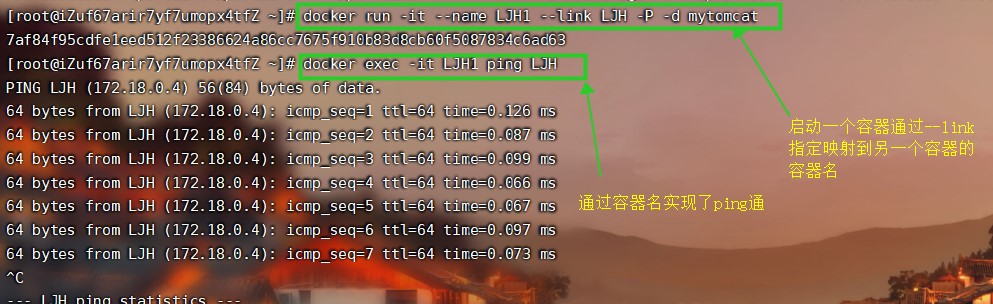 [root@iZuf67arir7yf7umopx4tfZ ~]# docker run -it --name LJH1 --link LJH -P -d mytomcat
7af84f95cdfe1eed512f23386624a86cc7675f910b83d8cb60f5087834c6ad63
[root@iZuf67arir7yf7umopx4tfZ ~]# docker exec -it LJH1 ping LJH
PING LJH (172.18.0.4) 56(84) bytes of data.
64 bytes from LJH (172.18.0.4): icmp_seq=1 ttl=64 time=0.126 ms
64 bytes from LJH (172.18.0.4): icmp_seq=2 ttl=64 time=0.087 ms
64 bytes from LJH (172.18.0.4): icmp_seq=3 ttl=64 time=0.099 ms
64 bytes from LJH (172.18.0.4): icmp_seq=4 ttl=64 time=0.066 ms
64 bytes from LJH (172.18.0.4): icmp_seq=5 ttl=64 time=0.067 ms
64 bytes from LJH (172.18.0.4): icmp_seq=6 ttl=64 time=0.097 ms
64 bytes from LJH (172.18.0.4): icmp_seq=7 ttl=64 time=0.073 ms
^C
--- LJH ping statistics ---
启动一个容器通过--link
指定映射到另一个容器的
容器名
通过容器名实现了ping通